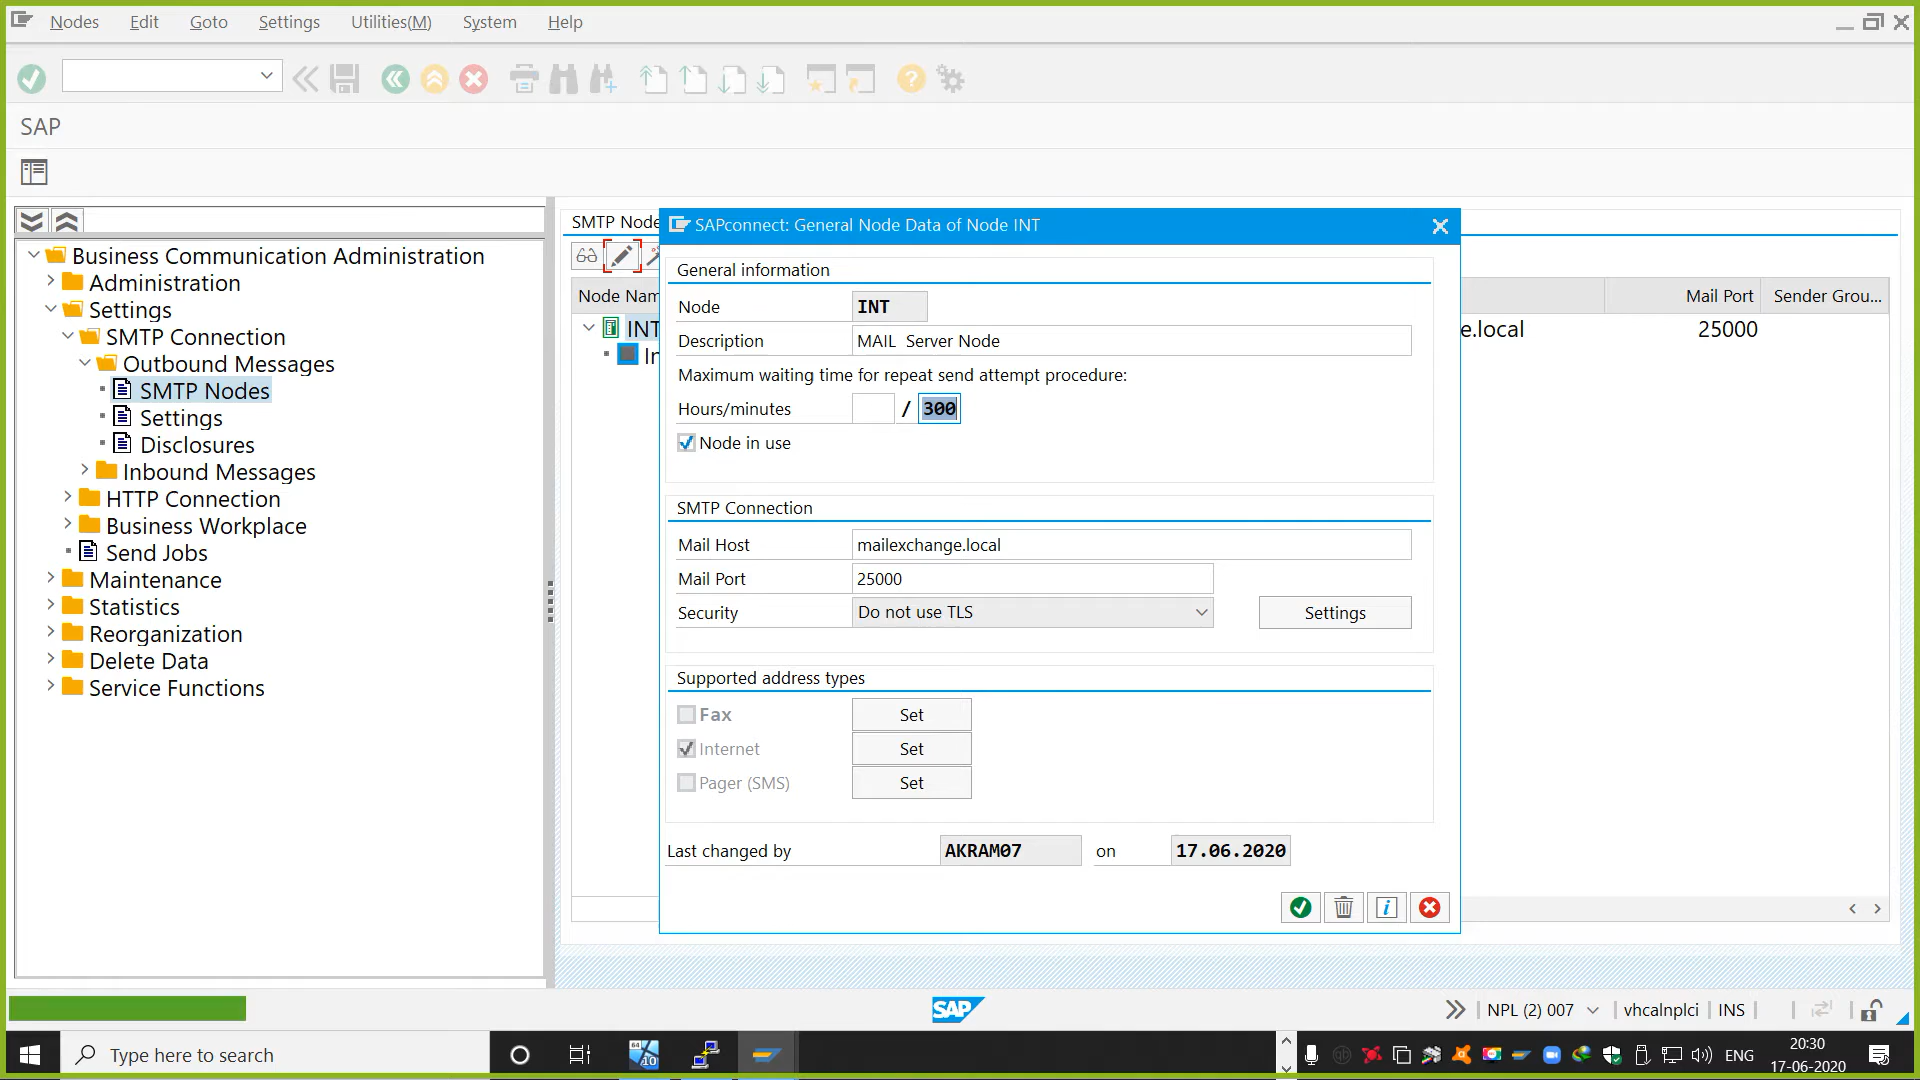 Nodes Edit Goto Settings Utilities(M) System Help
SAP
Business Communication Administration
Administration
Settings
SMTP Connection
Outbound Messages
SMTP Nodes
Settings
Disclosures
Inbound Messages
HTTP Connection
Business Workplace
Send Jobs
Maintenance
Statistics
Reorganization
Delete Data
Service Functions
SMTP Node
Node Nam
Mail Port Sender Grou...
INT
e.local 25000
In
SAPconnect: General Node Data of Node INT
General information
Node INT
Description MAIL Server Node
Maximum waiting time for repeat send attempt procedure:
Hours/minutes / 300
Node in use
SMTP Connection
Mail Host mailexchange.local
Mail Port 25000
Security Do not use TLS Settings
Supported address types
Fax Set
Internet Set
Pager (SMS) Set
Last changed by AKRAM07 on 17.06.2020
SAP
NPL (2) 007 vhcalnplci INS
Type here to search
64
10
ENG
20:30
17-06-2020